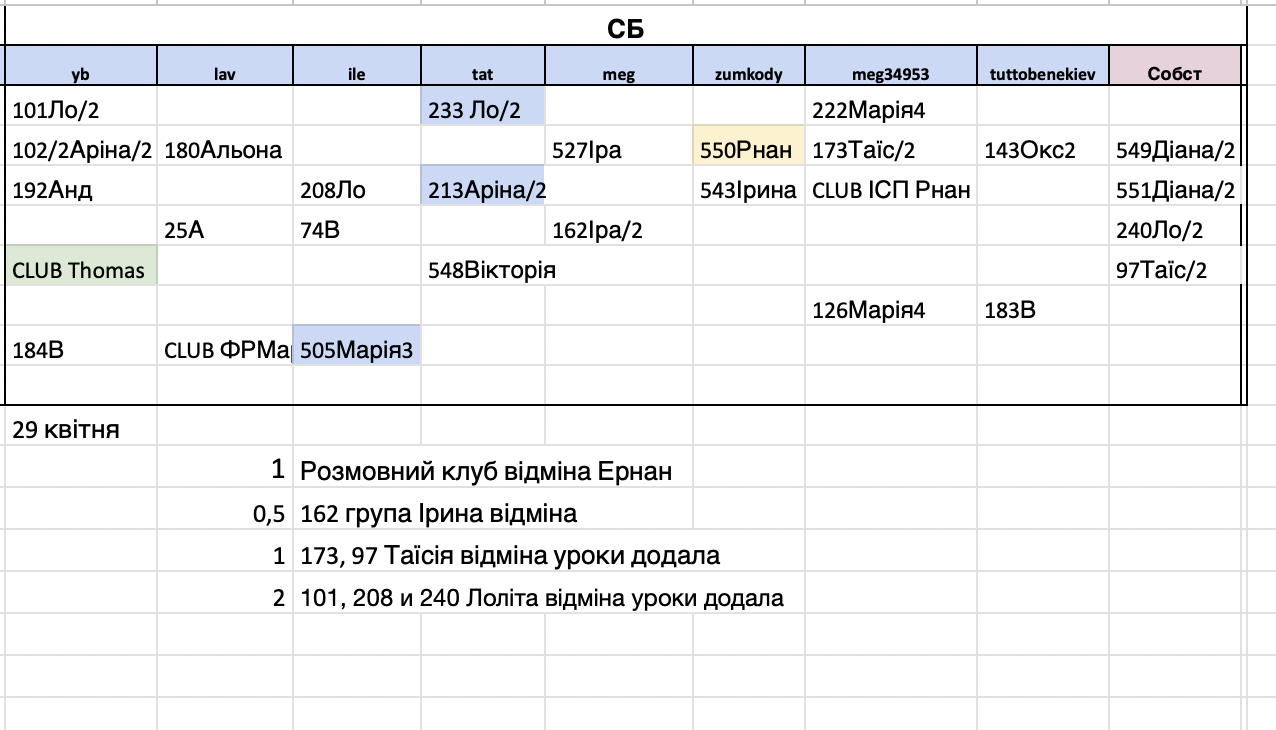 СБ
yb lav ile tat meg zumkody meg34953 tuttobenekiev Собст
101Ло/2 233 Ло/2 222Марія4
102/2Аріна/2 180Альона 527Іра 550Рнан 173Таїс/2 143Окс2 549Діана/2
192Анд 208Ло 213Аріна/2 543Ірина CLUB ІСП Рнан 551Діана/2
25А 74В 162Іра/2 240Ло/2
CLUB Thomas 548Вікторія 97Таїс/2
126Марія4 183В
184В CLUB ФРМа 505Марія3
29 квітня
1 Розмовний клуб відміна Ернан
0,5 162 група Ірина відміна
1 173, 97 Таїсія відміна уроки додала
2 101, 208 и 240 Лоліта відміна уроки додала